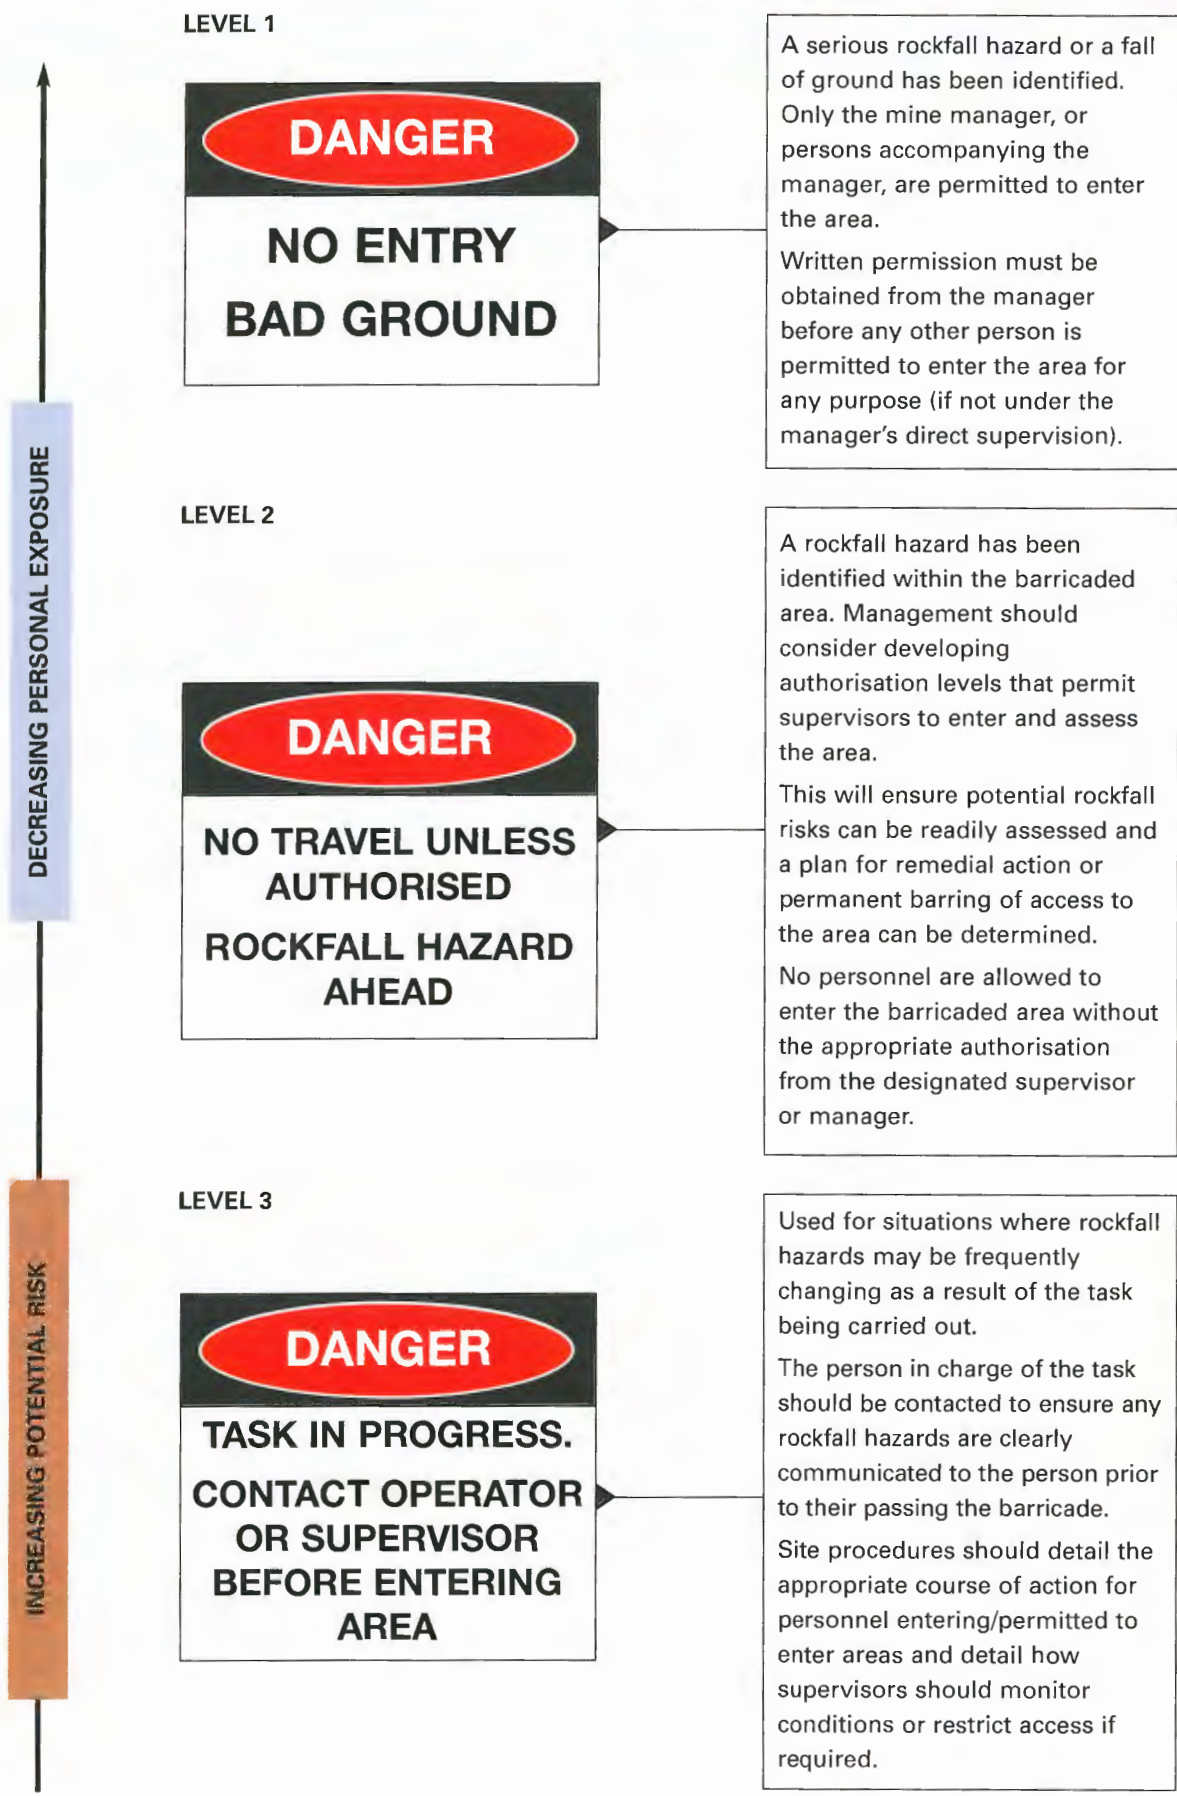 LEVEL 1
DANGER
NO ENTRY
BAD GROUND
A serious rockfall hazard or a fall
of ground has been identified.
Only the mine manager, or
persons accompanying the
manager, are permitted to enter
the area.
Written permission must be
obtained from the manager
before any other person is
permitted to enter the area for
any purpose (if not under the
manager's direct supervision).
DECREASING PERSONAL EXPOSURE
LEVEL 2
DANGER
NO TRAVEL UNLESS
AUTHORISED
ROCKFALL HAZARD
AHEAD
A rockfall hazard has been
identified within the barricaded
area. Management should
consider developing
authorisation levels that permit
supervisors to enter and assess
the area.
This will ensure potential rockfall
risks can be readily assessed and
a plan for remedial action or
permanent barring of access to
the area can be determined.
No personnel are allowed to
enter the barricaded area without
the appropriate authorisation
from the designated supervisor
or manager.
INCREASING POTENTIAL RISK
LEVEL 3
DANGER
TASK IN PROGRESS.
CONTACT OPERATOR
OR SUPERVISOR
BEFORE ENTERING
AREA
Used for situations where rockfall
hazards may be frequently
changing as a result of the task
being carried out.
The person in charge of the task
should be contacted to ensure any
rockfall hazards are clearly
communicated to the person prior
to their passing the barricade.
Site procedures should detail the
appropriate course of action for
personnel entering/permitted to
enter areas and detail how
supervisors should monitor
conditions or restrict access if
required.